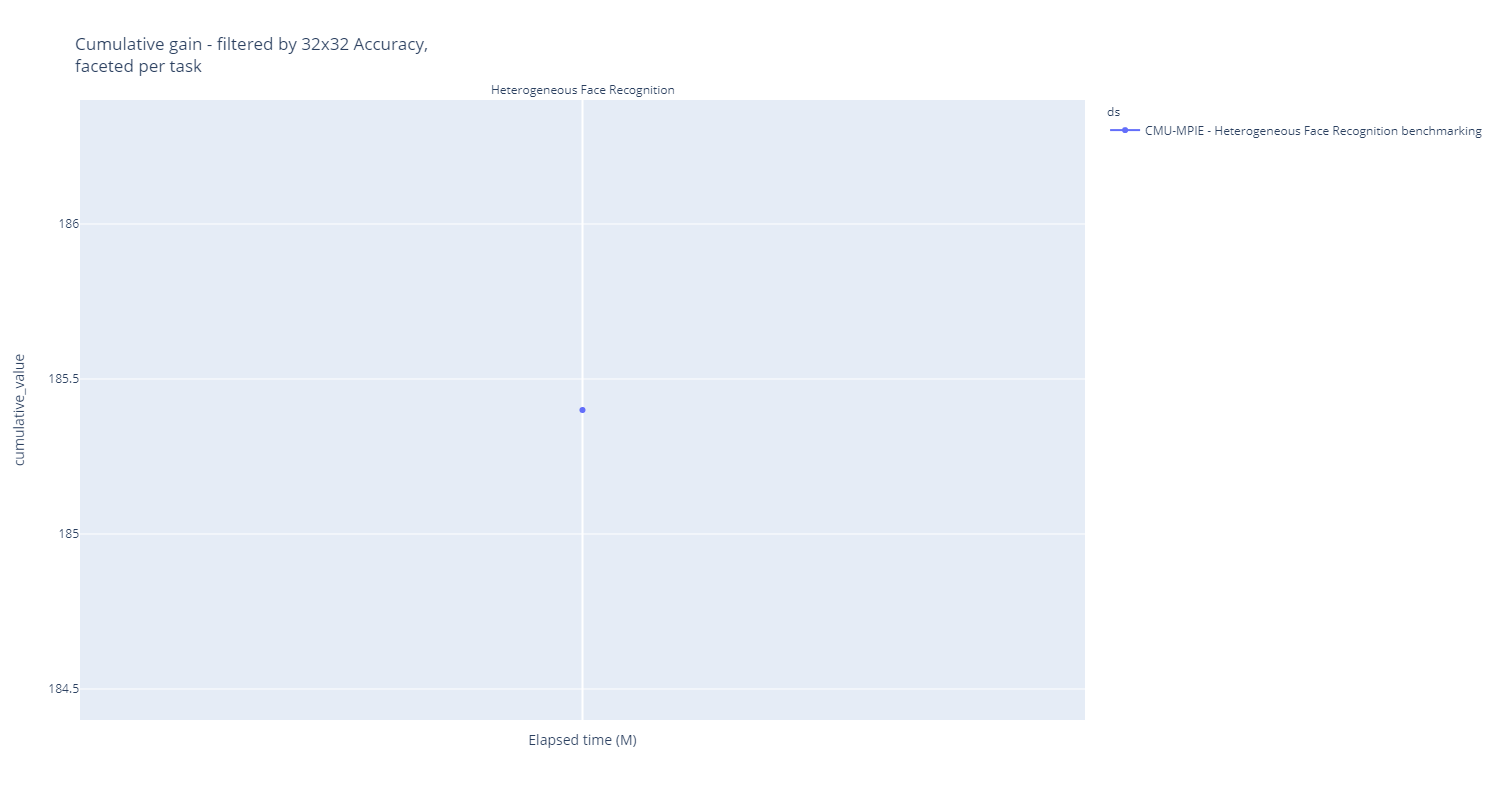 Cumulative gain - filtered by 32x32 Accuracy,
faceted per task
Heterogeneous Face Recognition
ds
CMU-MPIE - Heterogeneous Face Recognition benchmarking
186
185.5
185
184.5
cumulative_value
Elapsed time (M)